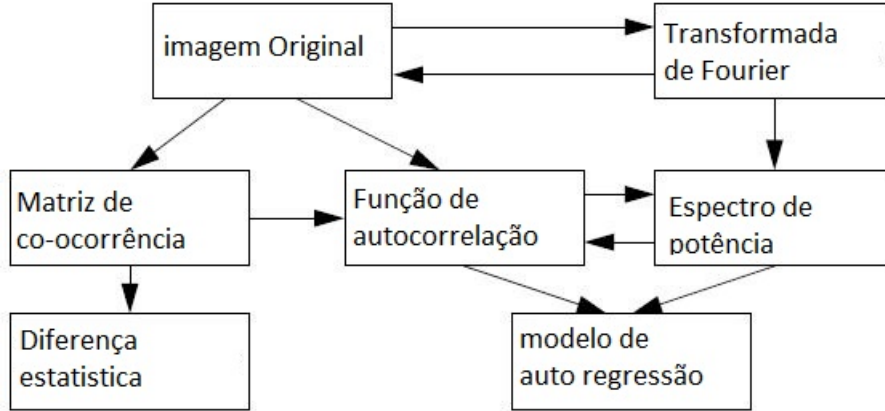 imagem Original
Transformada
de Fourier
Matriz de
co-ocorrência
Função de
autocorrelação
Espectro de
potência
Diferença
estatistica
modelo de
auto regressão